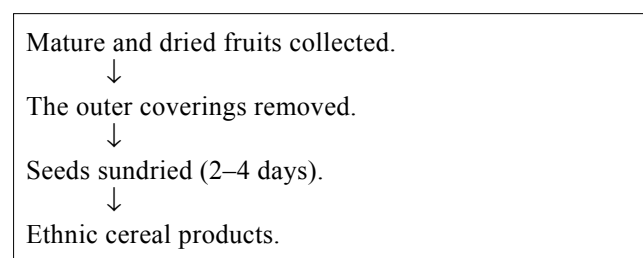 Mature and dried fruits collected.
↓
The outer coverings removed.
↓
Seeds sundried (2–4 days).
↓
Ethnic cereal products.